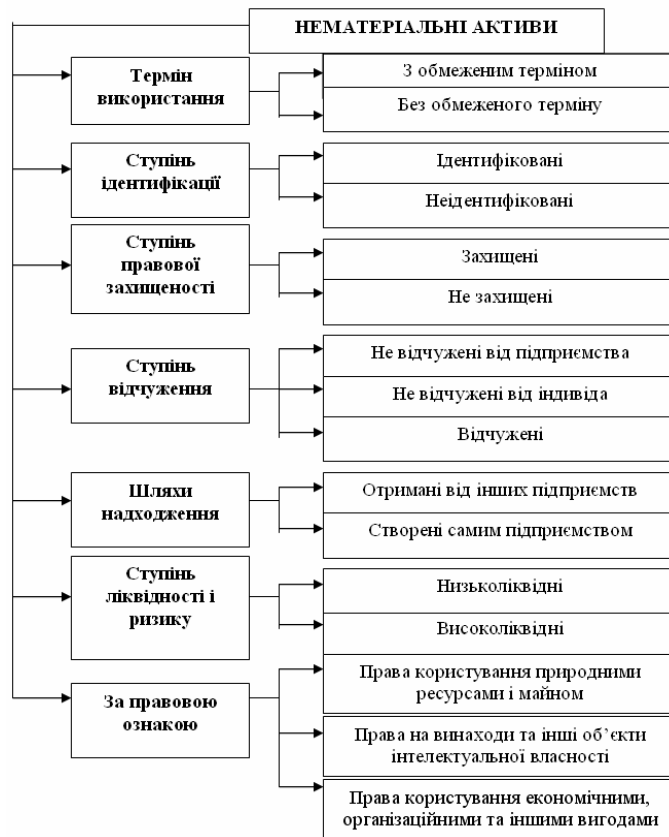 НЕМАТЕРІАЛЬНІ АКТИВИ
Термін
використання
З обмеженим терміном
Без обмеженого терміну
Ступінь
ідентифікації
Ідентифіковані
Неідентифіковані
Ступінь
правової
захищеності
Захищені
Не захищені
Ступінь
відчуження
Не відчужені від підприємства
Не відчужені від індивіда
Відчужені
Шляхи
надходження
Отримані від інших підприємств
Створені самим підприємством
Ступінь
ліквідності і
ризику
Низьколіквідні
Високоліквідні
За правовою
ознакою
Права користування природними
ресурсами і майном
Права на винаходи та інші об’єкти
інтелектуальної власності
Права користування економічними,
організаційними та іншими вигодами